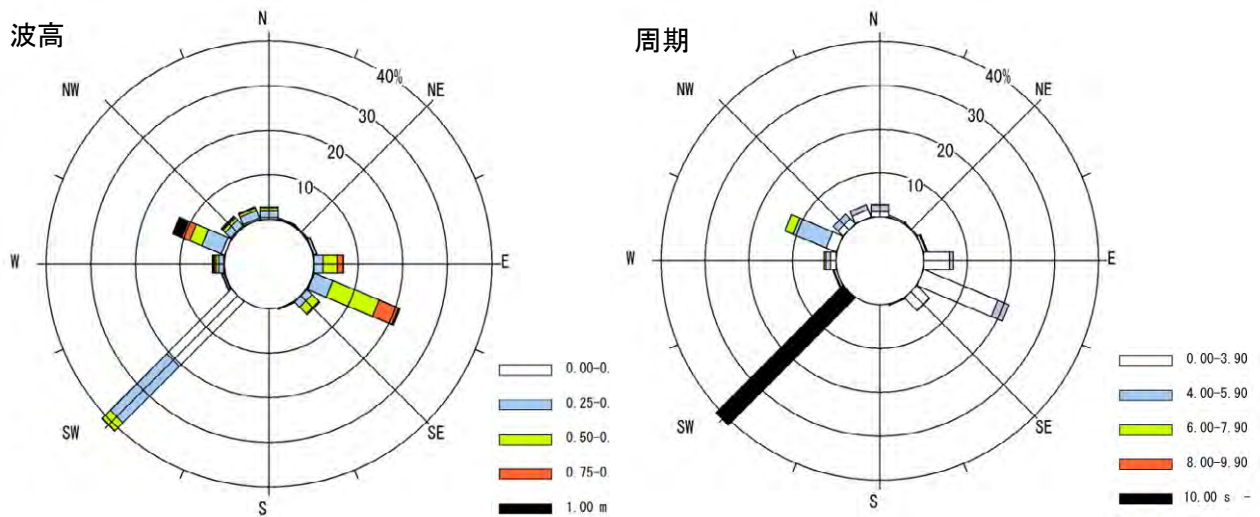 波高
N
NE
E
SE
S
SW
W
NW
40%
30
20
10
0.00-0.
0.25-0.
0.50-0.
0.75-0.
1.00 m
周期
N
NE
E
SE
S
SW
W
NW
40%
30
20
10
0.00-3.90
4.00-5.90
6.00-7.90
8.00-9.90
10.00 s -